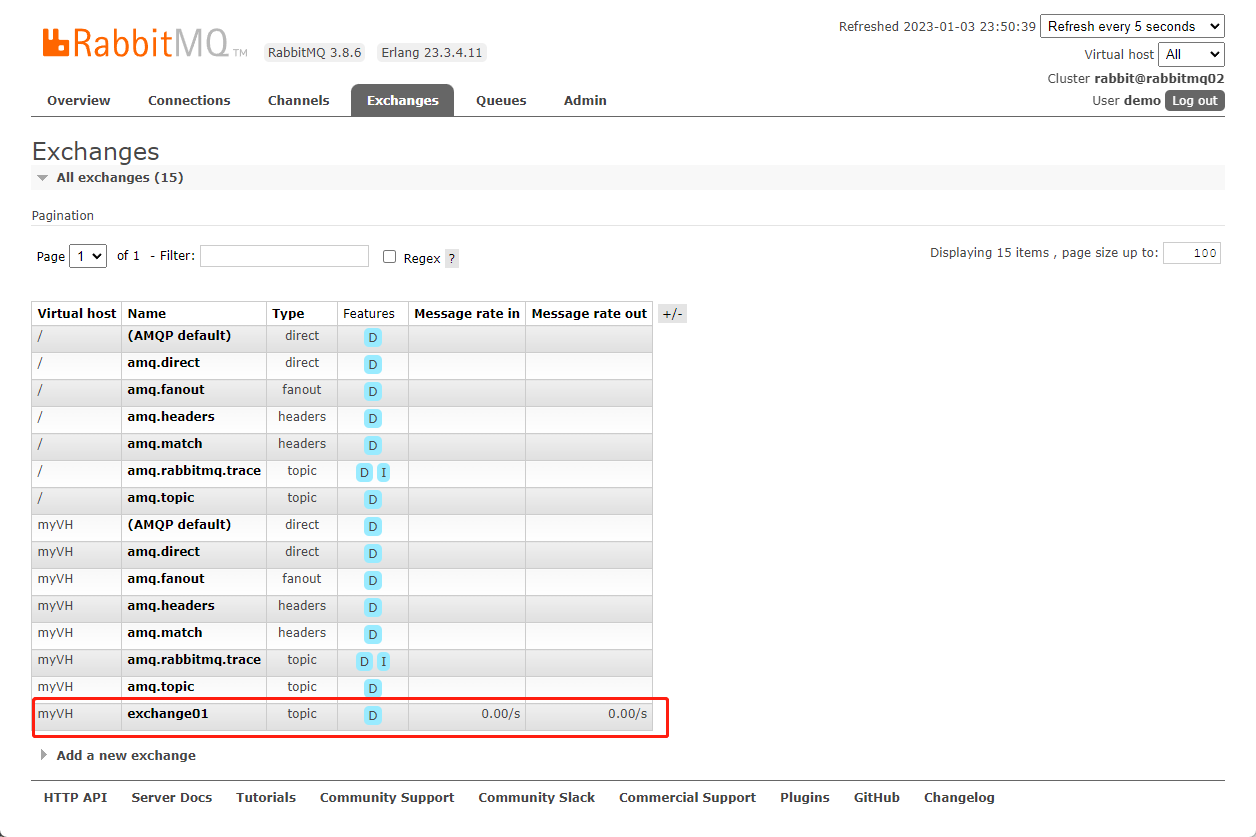 Refreshed 2023-01-03 23:50:39 Refresh every 5 seconds
RabbitMQ TM RabbitMQ 3.8.6 Erlang 23.3.4.11
Virtual host All
Cluster rabbit@rabbitmq02
User demo Log out
Overview Connections Channels Exchanges Queues Admin
Exchanges
All exchanges (15)
Pagination
Page 1 of 1 - Filter: Regex ? Displaying 15 items , page size up to: 100
Virtual host Name Type Features Message rate in Message rate out +/-
/ (AMQP default) direct D
/ amq.direct direct D
/ amq.fanout fanout D
/ amq.headers headers D
/ amq.match headers D
/ amq.rabbitmq.trace topic D I
/ amq.topic topic D
myVH (AMQP default) direct D
myVH amq.direct direct D
myVH amq.fanout fanout D
myVH amq.headers headers D
myVH amq.match headers D
myVH amq.rabbitmq.trace topic D I
myVH amq.topic topic D
myVH exchange01 topic D 0.00/s 0.00/s
Add a new exchange
HTTP API Server Docs Tutorials Community Support Community Slack Commercial Support Plugins GitHub Changelog